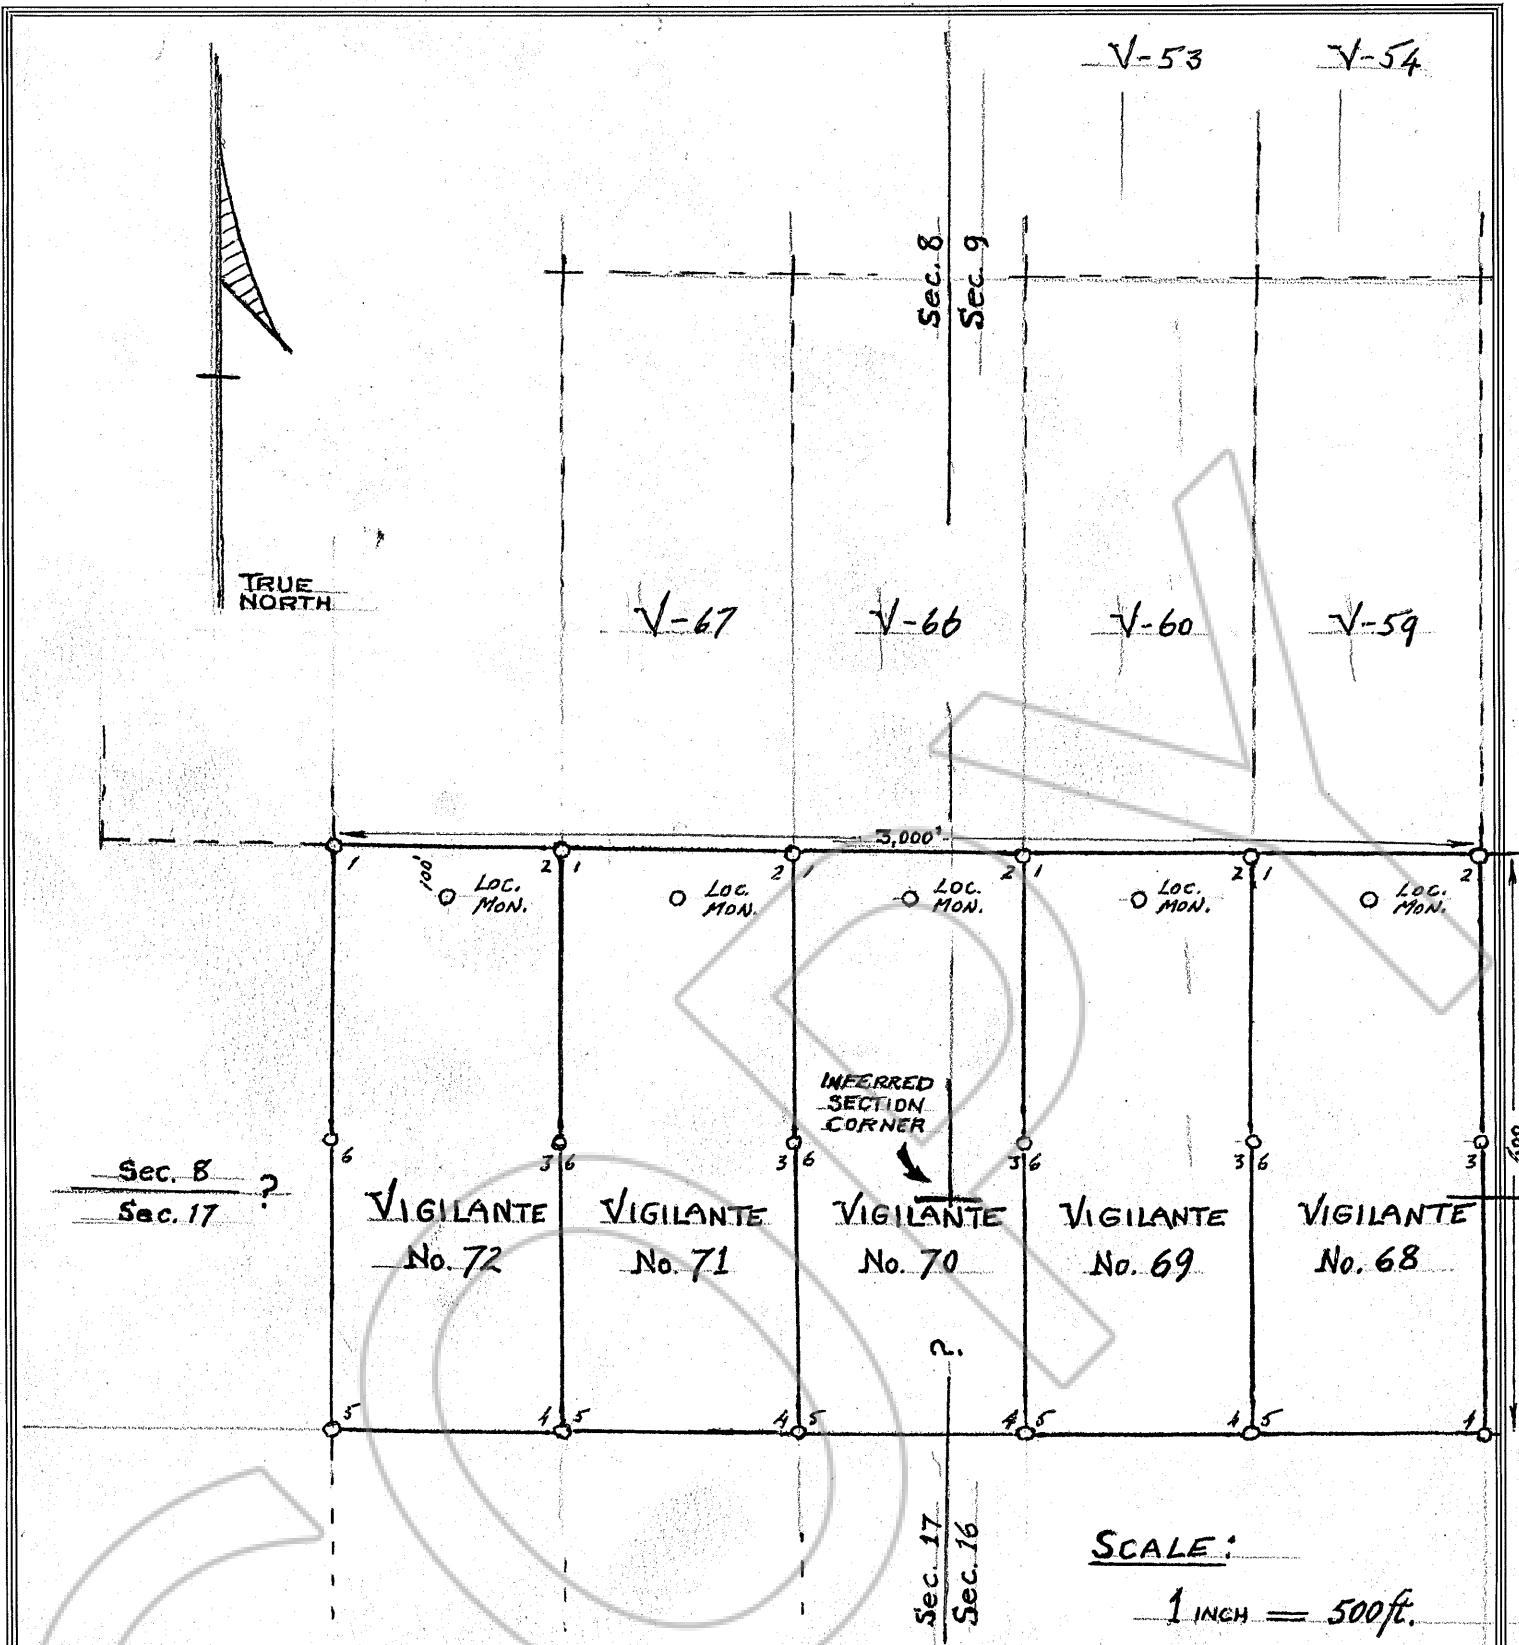 V-53
V-54
Sec. 8
Sec. 9
TRUE
NORTH
V-67
V-66
V-60
V-59
3,000'
1
2 1
2 1
2 1
2 1
2
100'
LOC.
MON.
LOC.
MON.
LOC.
MON.
LOC.
MON.
LOC.
MON.
INFERRED
SECTION
CORNER
6
3 6
3 6
3 6
3 6
3
Sec. 8
Sec. 17
?
VIGILANTE
No. 72
VIGILANTE
No. 71
VIGILANTE
No. 70
VIGILANTE
No. 69
VIGILANTE
No. 68
?
5
4 5
4 5
4 5
4 5
4
Sec. 17
Sec. 16
SCALE:
1 INCH = 500 ft.
COPY